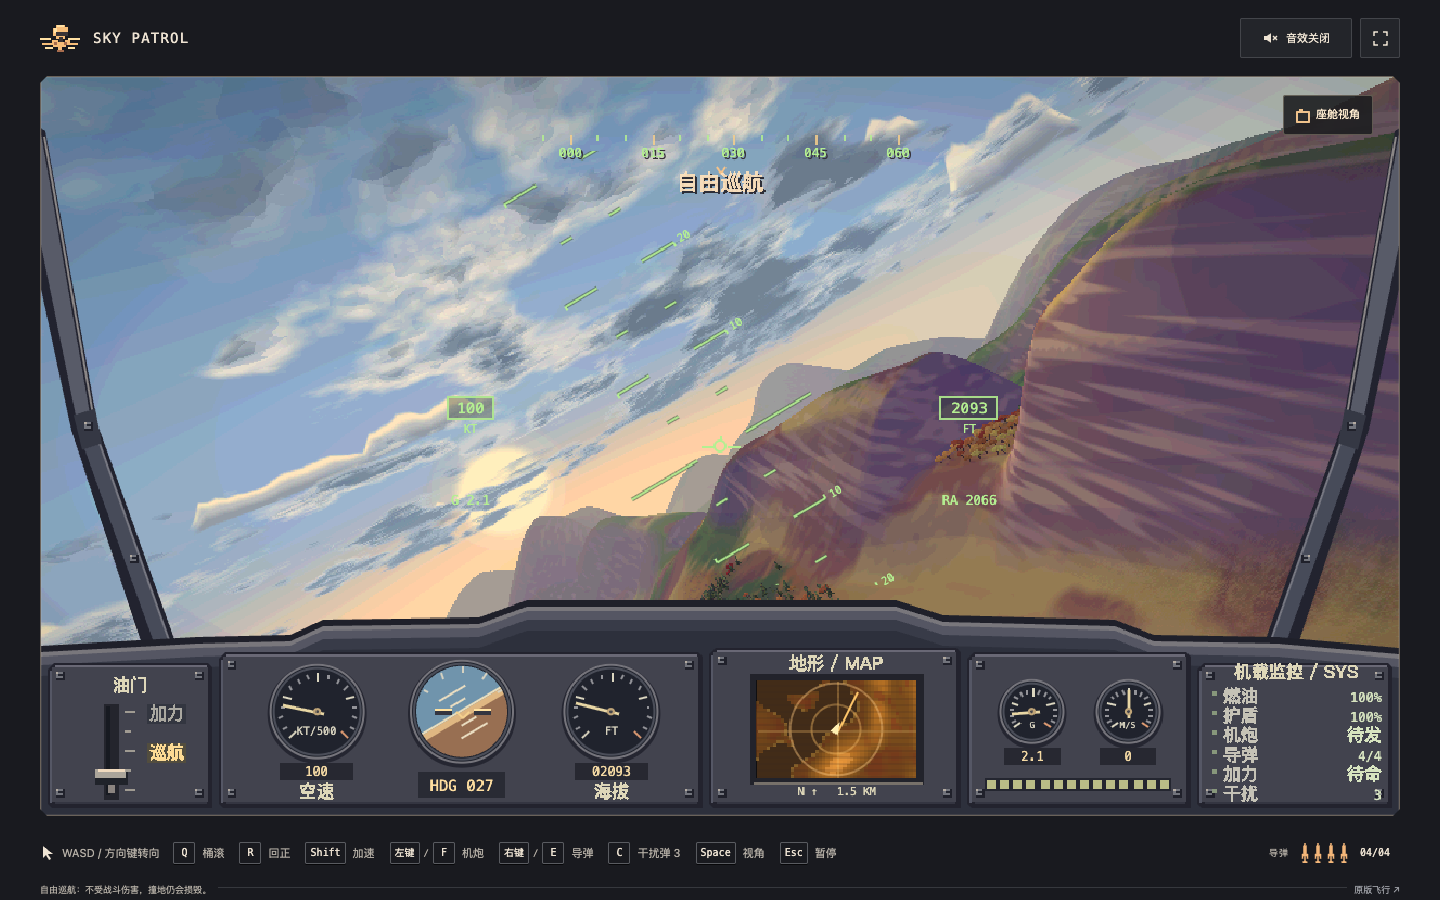 SKY PATROL
音效关闭
座舱视角
000 015 030 045 060
自由巡航
20
10
100
KT
2093
FT
G 2.1
RA 2066
10
20
油门
加力
巡航
KT/500
100
空速
HDG 027
FT
02093
海拔
地形 / MAP
N ↑ 1.5 KM
G
2.1
M/S
0
机载监控 / SYS
燃油 100%
护盾 100%
机炮 待发
导弹 4/4
加力 待命
干扰 3
WASD / 方向键转向 Q 桶滚 R 回正 Shift 加速 左键 / F 机炮 右键 / E 导弹 C 干扰弹 3 Space 视角 Esc 暂停
导弹 04/04
自由巡航：不受战斗伤害，撞地仍会损毁。
原版飞行 ↗